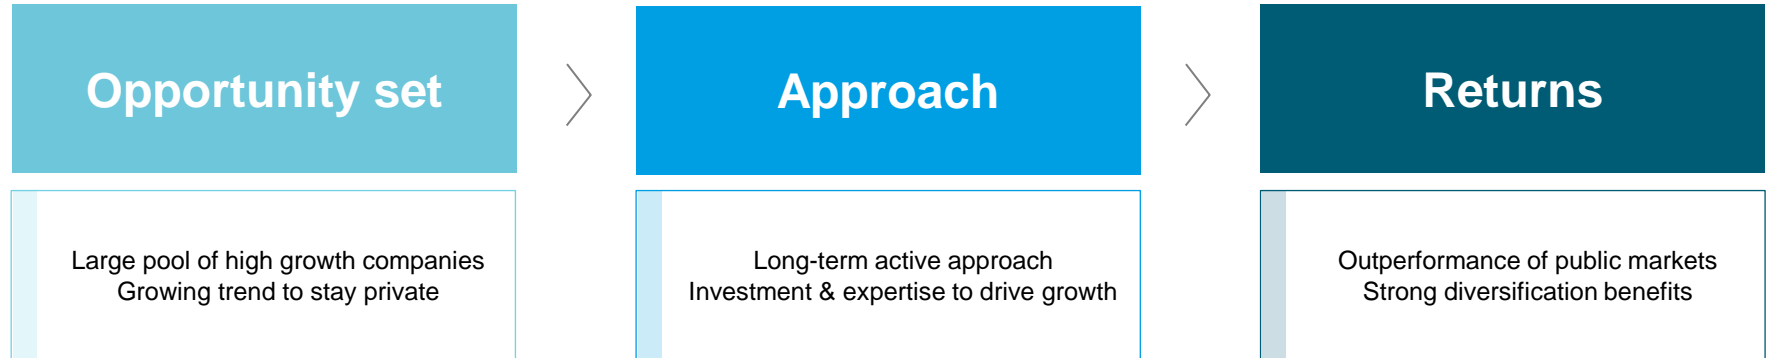 Opportunity set
Approach
Returns
Large pool of high growth companies
Growing trend to stay private
Long-term active approach
Investment & expertise to drive growth
Outperformance of public markets
Strong diversification benefits